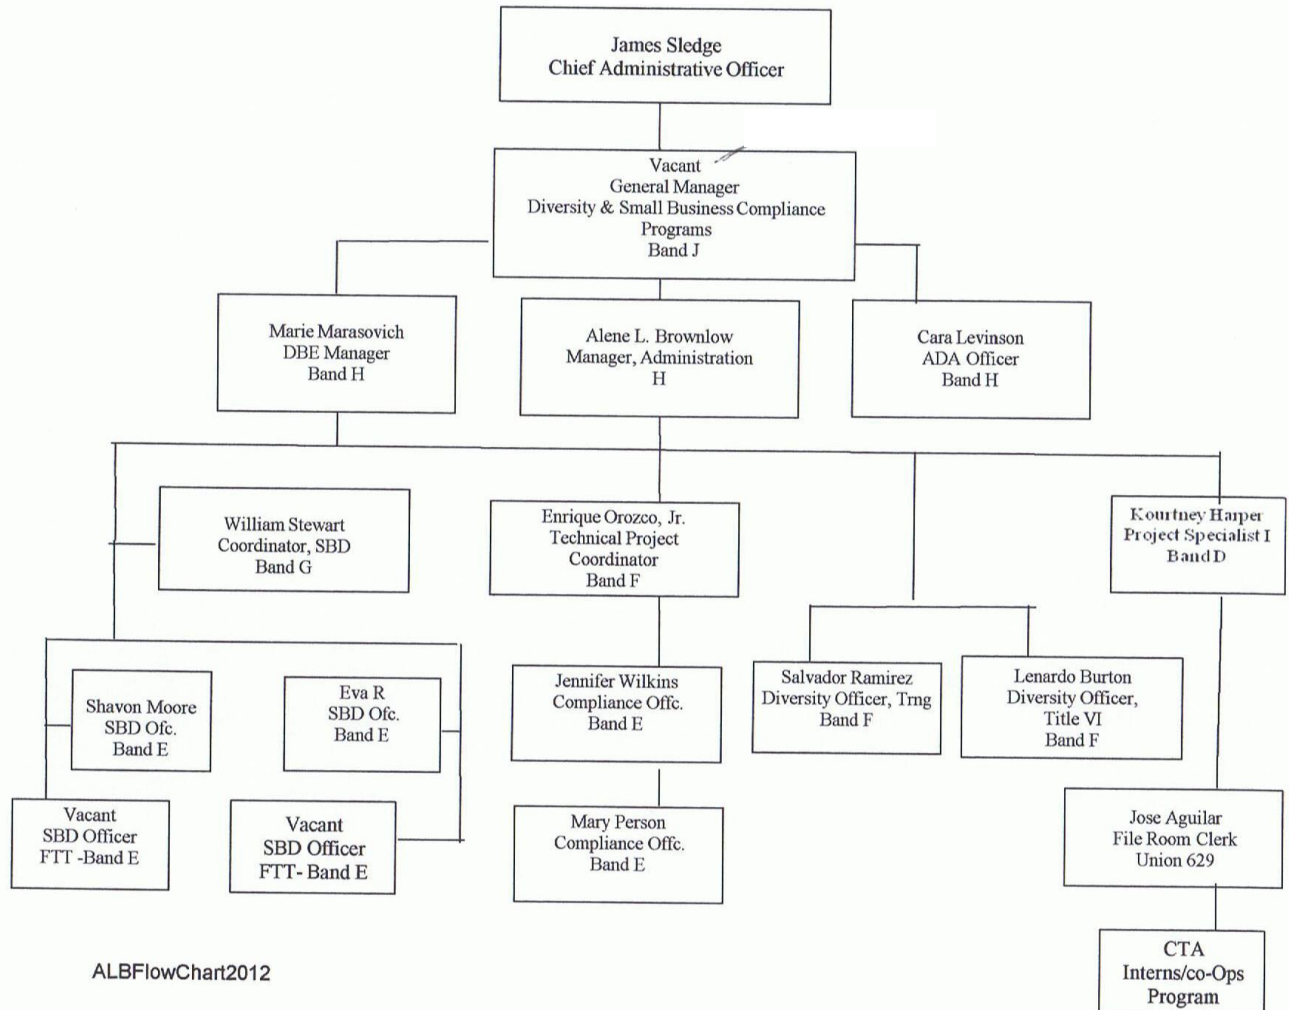 James Sledge
Chief Administrative Officer
Vacant
General Manager
Diversity & Small Business Compliance
Programs
Band J
Marie Marasovich
DBE Manager
Band H
Alene L. Brownlow
Manager, Administration
H
Cara Levinson
ADA Officer
Band H
William Stewart
Coordinator, SBD
Band G
Enrique Orozco, Jr.
Technical Project
Coordinator
Band F
Kourtney Harper
Project Specialist I
Band D
Shavon Moore
SBD Ofc.
Band E
Eva R
SBD Ofc.
Band E
Jennifer Wilkins
Compliance Offc.
Band E
Salvador Ramirez
Diversity Officer, Trng
Band F
Lenardo Burton
Diversity Officer,
Title VI
Band F
Vacant
SBD Officer
FTT -Band E
Vacant
SBD Officer
FTT- Band E
Mary Person
Compliance Offc.
Band E
Jose Aguilar
File Room Clerk
Union 629
CTA
Interns/co-Ops
Program
ALBFlowChart2012